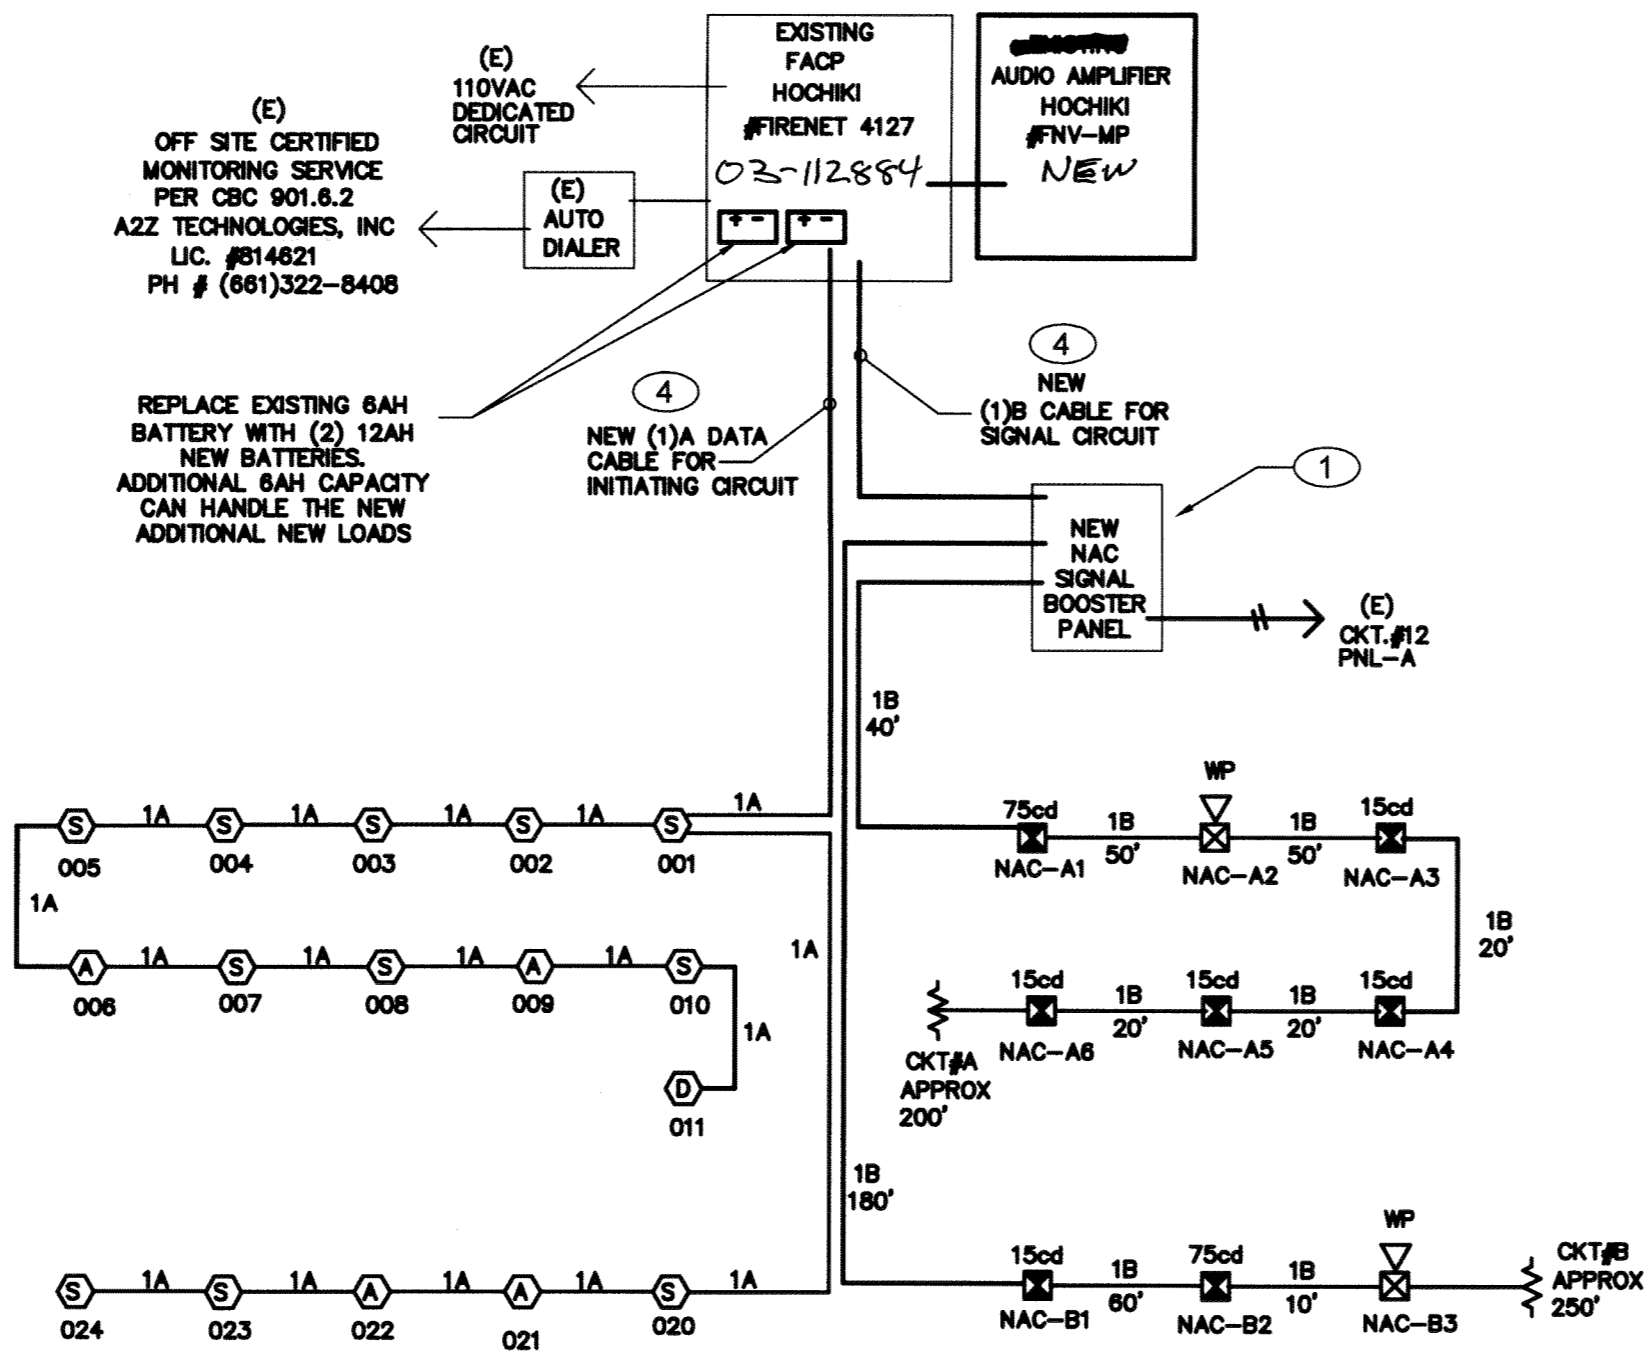 EXISTING
FACP
HOCHIKI
#FIRENET 4127
03-112884
+ -
+ -
AUDIO AMPLIFIER
HOCHIKI
#FNV-MP
NEW
(E)
110VAC
DEDICATED
CIRCUIT
(E)
OFF SITE CERTIFIED
MONITORING SERVICE
PER CBC 901.6.2
A2Z TECHNOLOGIES, INC
LIC. #814621
PH # (661)322-8408
(E)
AUTO
DIALER
REPLACE EXISTING 6AH
BATTERY WITH (2) 12AH
NEW BATTERIES.
ADDITIONAL 6AH CAPACITY
CAN HANDLE THE NEW
ADDITIONAL NEW LOADS
4
NEW (1)A DATA
CABLE FOR
INITIATING CIRCUIT
4
NEW
(1)B CABLE FOR
SIGNAL CIRCUIT
1
NEW
NAC
SIGNAL
BOOSTER
PANEL
(E)
CKT.#12
PNL-A
1B
40'
S 1A S 1A S 1A S 1A S 1A
005 004 003 002 001
1A
A 1A S 1A S 1A A 1A S
006 007 008 009 010
1A
1A
D
011
S 1A S 1A A 1A A 1A S 1A
024 023 022 021 020
WP
75cd 1B 1B 15cd
50' 50'
NAC-A1 NAC-A2 NAC-A3
1B
20'
15cd 1B 15cd 1B 15cd
20' 20'
NAC-A6 NAC-A5 NAC-A4
CKT#A
APPROX
200'
1B
180'
WP
15cd 1B 75cd 1B
60' 10'
NAC-B1 NAC-B2 NAC-B3
CKT#B
APPROX
250'